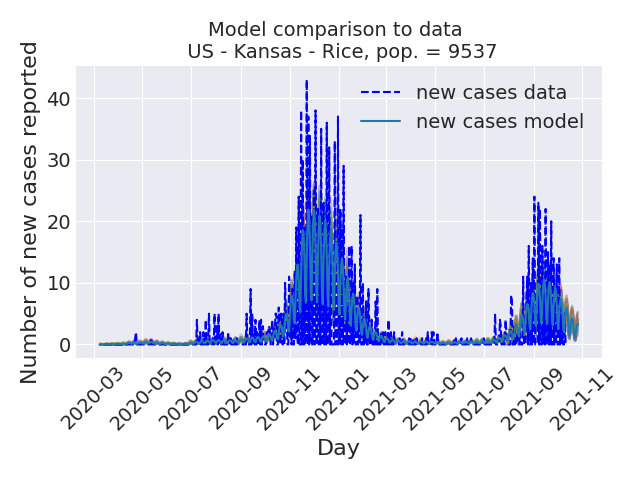 Model comparison to data
US - Kansas - Rice, pop. = 9537
Number of new cases reported
40
30
20
10
0
new cases data
new cases model
2020-03
2020-05
2020-07
2020-09
2020-11
2021-01
2021-03
2021-05
2021-07
2021-09
2021-11
Day